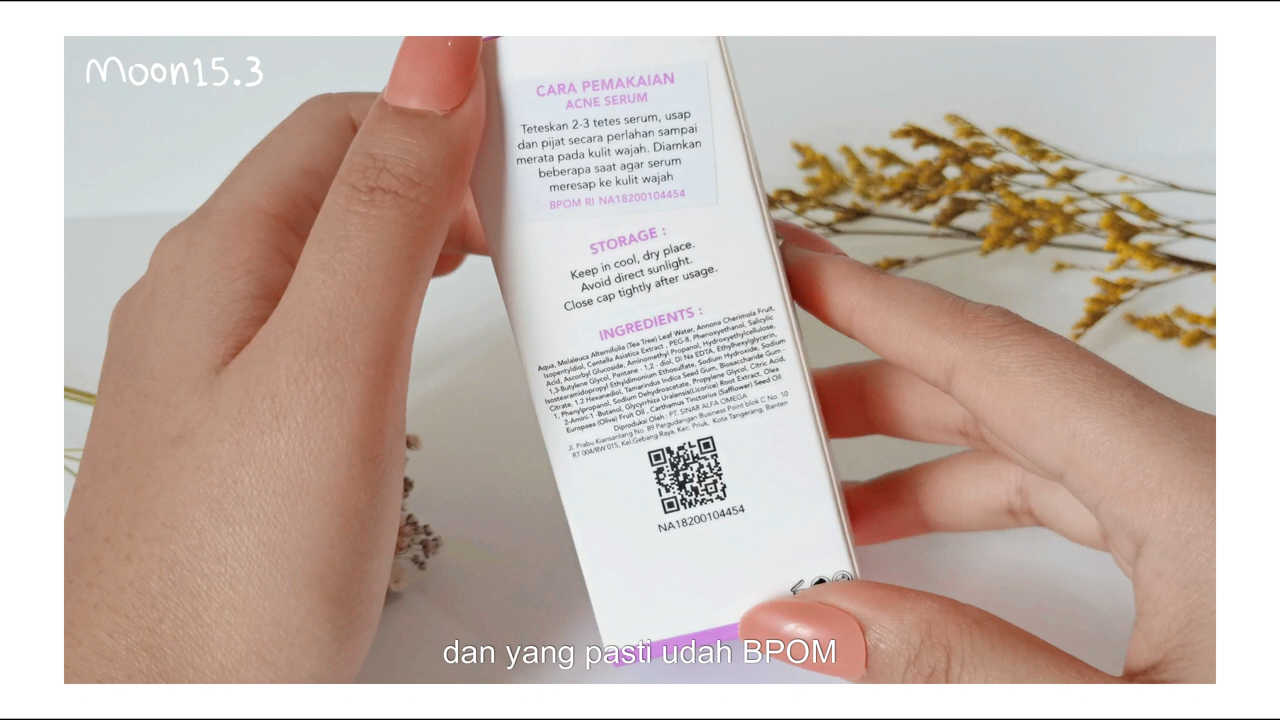 Moon15.3
CARA PEMAKAIAN
ACNE SERUM
Teteskan 2-3 tetes serum, usap
dan pijat secara perlahan sampai
merata pada kulit wajah. Diamkan
beberapa saat agar serum
meresap ke kulit wajah
BPOM RI NA18200104454
STORAGE :
Keep in cool, dry place.
Avoid direct sunlight.
Close cap tightly after usage.
INGREDIENTS :
Aqua, Melaleuca Alternifolia (Tea Tree) Leaf Water, Annona Cherimola Fruit,
Isopentyldiol, Centella Asiatica Extract , PEG-8, Phenoxyethanol, Salicylic
Acid, Ascorbyl Glucoside, Aminomethyl Propanol, Hydroxyethylcellulose,
1,3-Butylene Glycol, Pentane - 1,2 - diol, Di Na EDTA, Ethylhexylglycerin,
Isostearamidopropyl Ethyldimonium Ethosulfate, Sodium Hydroxide, Sodium
Citrate, 1,2 Hexanediol, Tamarindus Indica Seed Gum, Biosaccharide Gum -
1, Phenylpropanol, Sodium Dehydroacetate, Propylene Glycol, Citric Acid,
2-Amini-1 -Butanol, Glycyrrhiza Uralensis(Licorice) Root Extract, Olea
Europaea (Olive) Fruit Oil , Carthamus Tinctorius (Safflower) Seed Oil
Diproduksi Oleh : PT. SINAR ALFA OMEGA
Jl. Prabu Kiansantang No. 89 Pergudangan Business Point blok C No. 10
RT 004/RW 015, Kel.Gebang Raya, Kec. Priuk, Kota Tangerang, Banten
NA18200104454
dan yang pasti udah BPOM